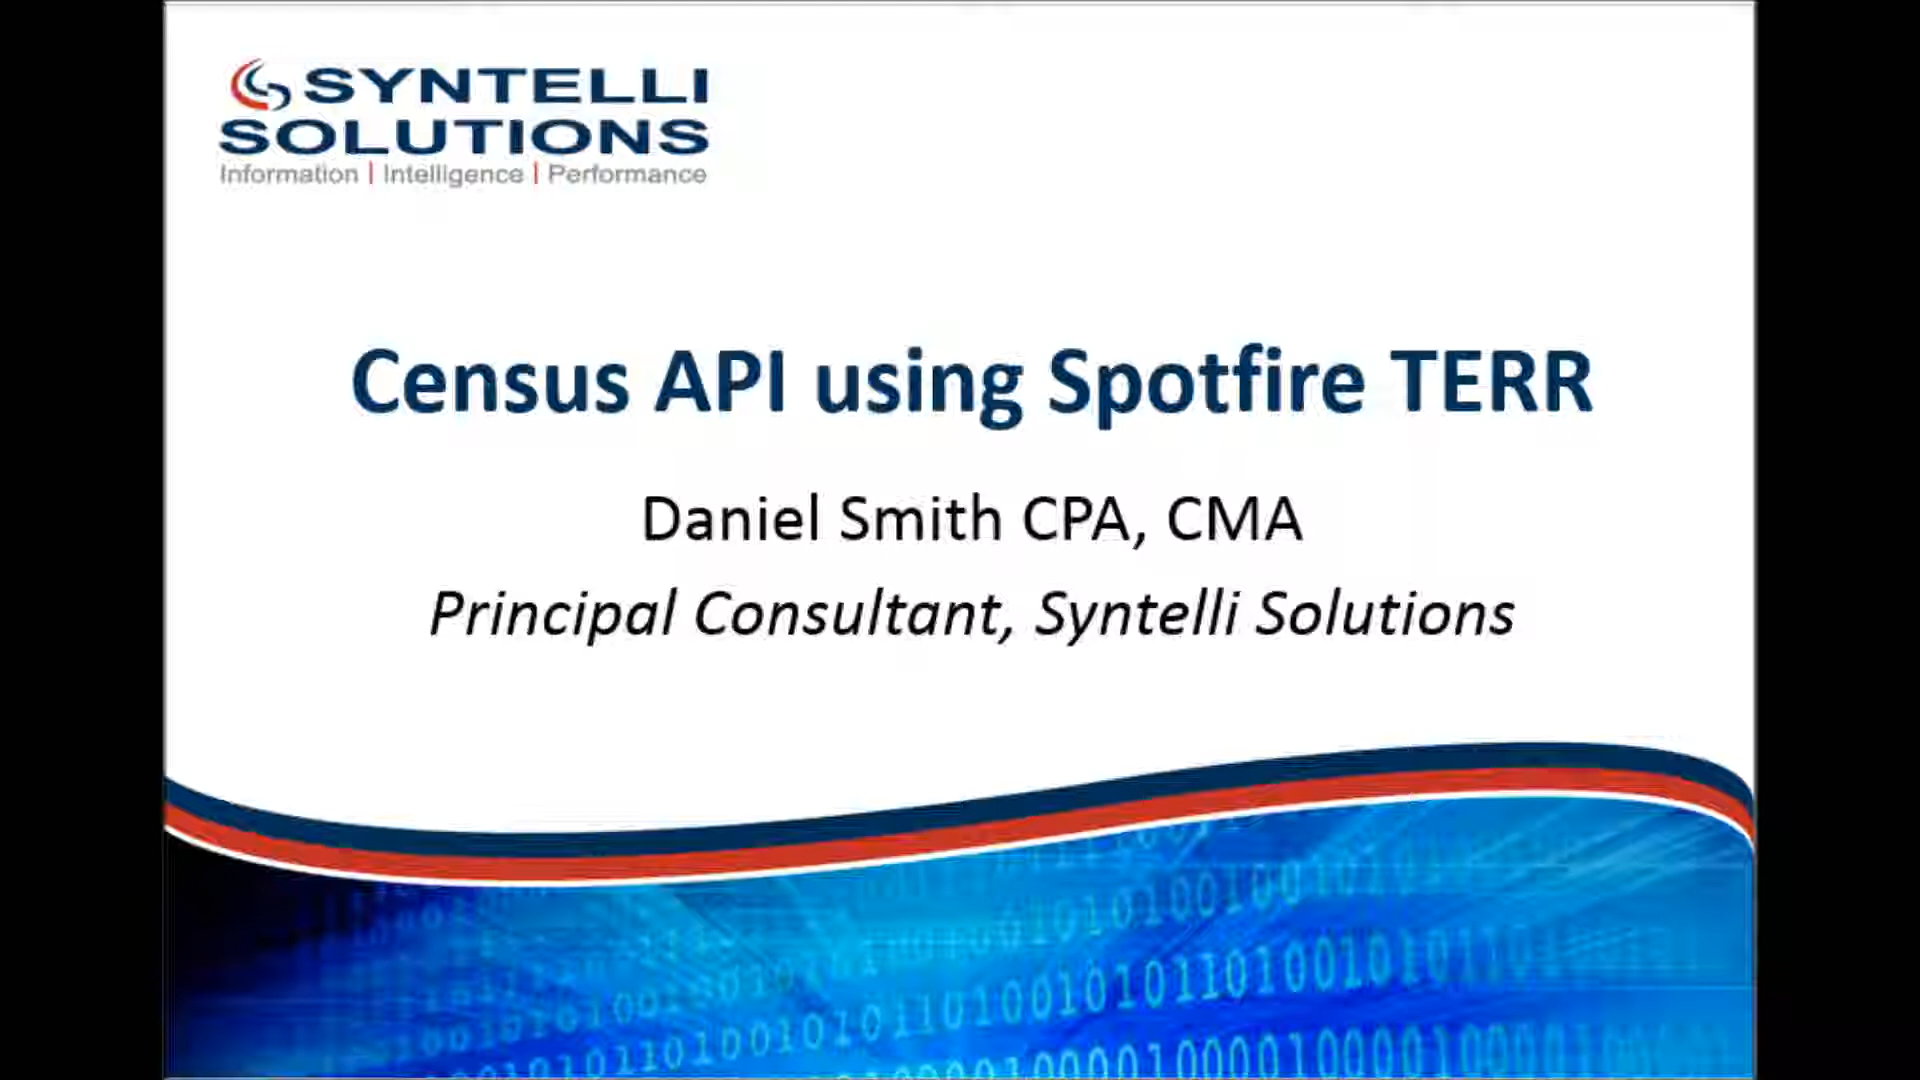 SYNTELLI
SOLUTIONS
Information | Intelligence | Performance
Census API using Spotfire TERR
Daniel Smith CPA, CMA
Principal Consultant, Syntelli Solutions